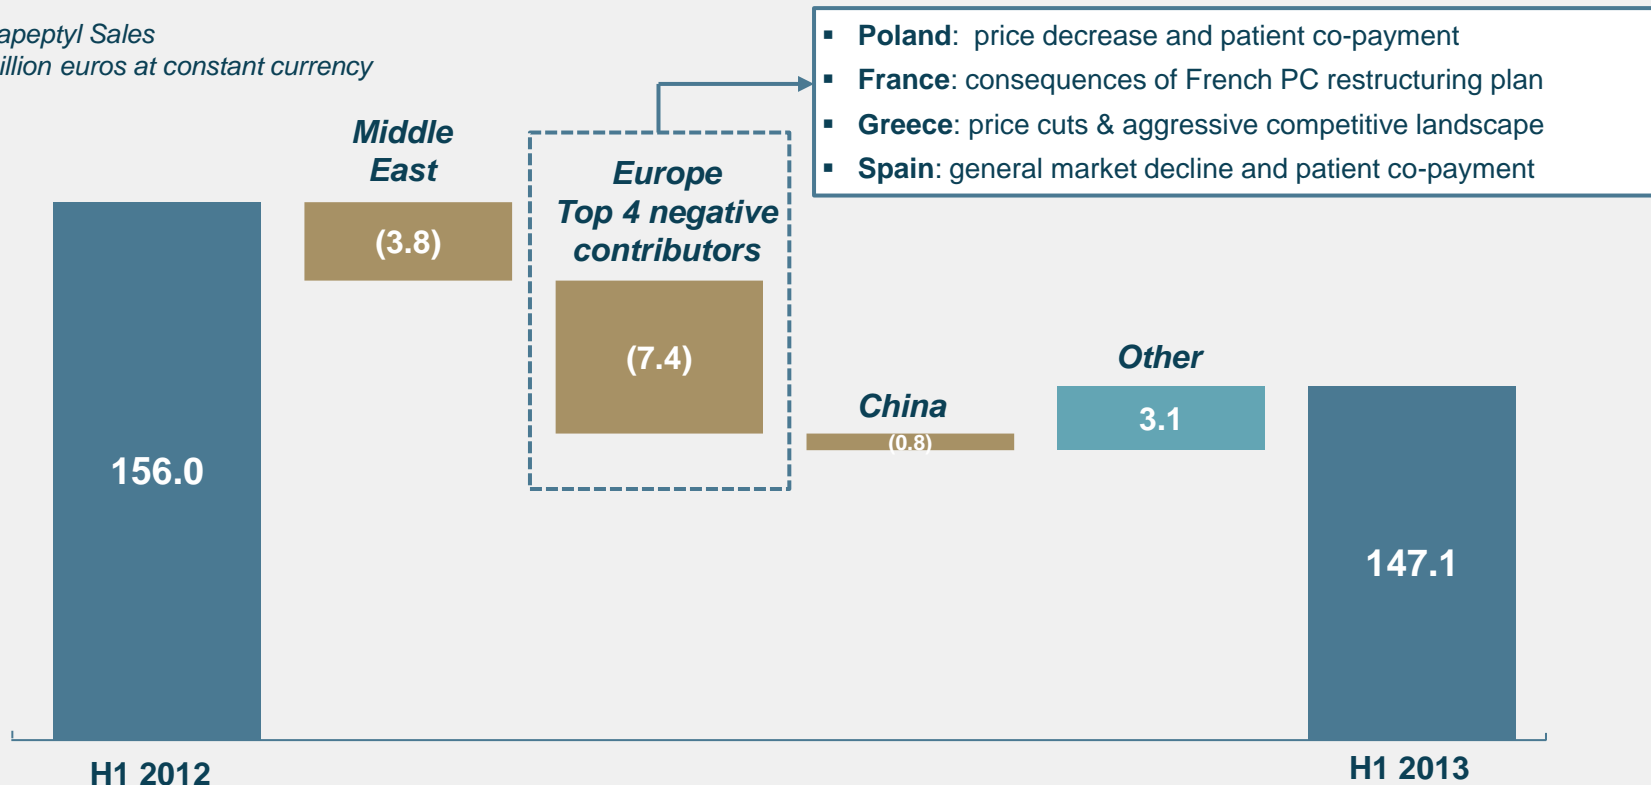 apeptyl Sales
illion euros at constant currency
▪ Poland: price decrease and patient co-payment
▪ France: consequences of French PC restructuring plan
▪ Greece: price cuts & aggressive competitive landscape
▪ Spain: general market decline and patient co-payment
Middle
East
(3.8)
Europe
Top 4 negative
contributors
(7.4)
China
(0.8)
Other
3.1
156.0
147.1
H1 2012
H1 2013